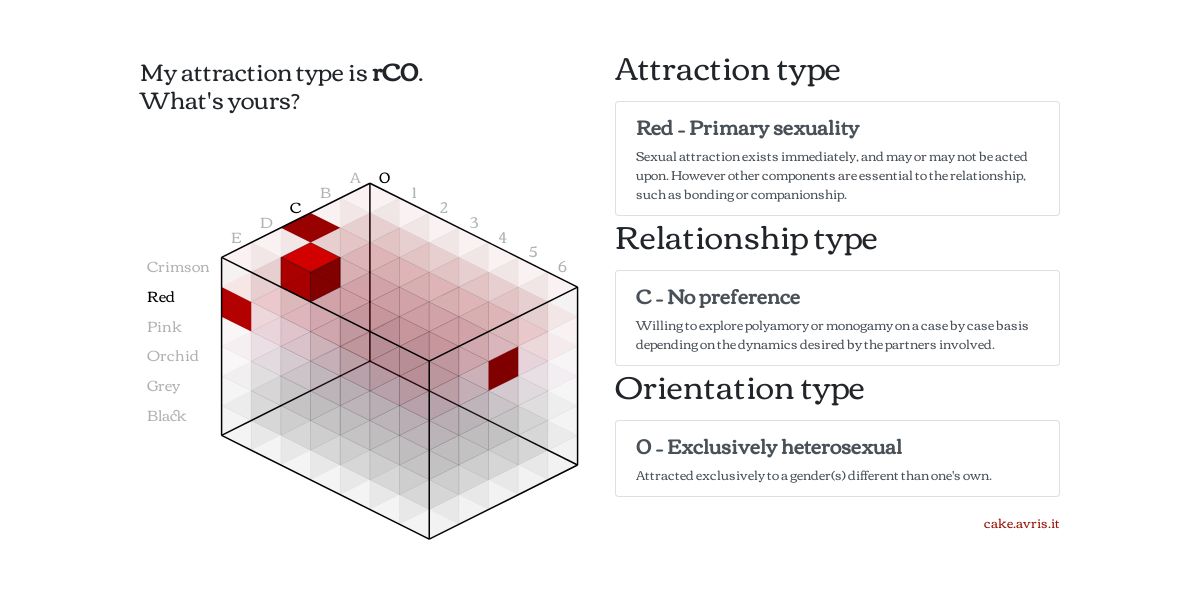 My attraction type is rCO.
What's yours?
A O
B 1
C 2
D 3
E 4
5
6
Crimson
Red
Pink
Orchid
Grey
Black
Attraction type
Red - Primary sexuality
Sexual attraction exists immediately, and may or may not be acted
upon. However other components are essential to the relationship,
such as bonding or companionship.
Relationship type
C - No preference
Willing to explore polyamory or monogamy on a case by case basis
depending on the dynamics desired by the partners involved.
Orientation type
O - Exclusively heterosexual
Attracted exclusively to a gender(s) different than one's own.
cake.avris.it